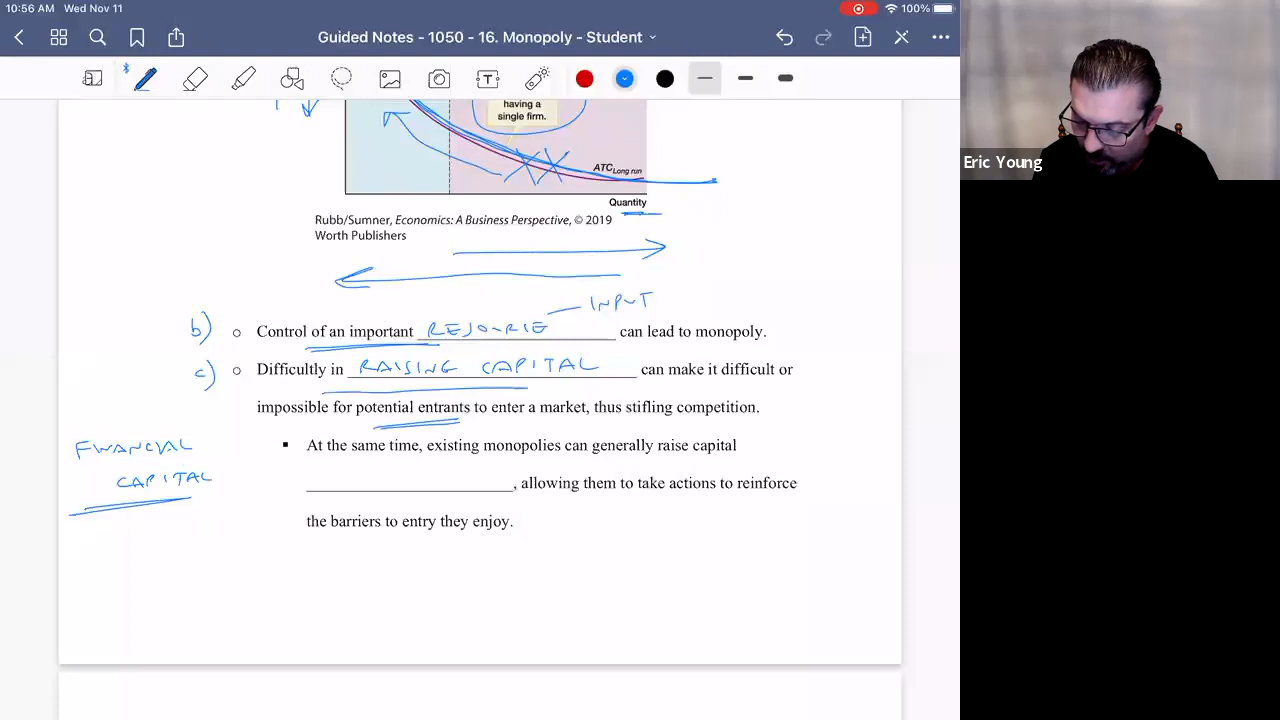 10:56 AM Wed Nov 11
100%
Guided Notes - 1050 - 16. Monopoly - Student
having a
single firm.
ATC Long run
Quantity
Rubb/Sumner, Economics: A Business Perspective, © 2019
Worth Publishers
INPUT
b) Control of an important RESOURCE can lead to monopoly.
c) Difficultly in RAISING CAPITAL can make it difficult or
impossible for potential entrants to enter a market, thus stifling competition.
FINANCIAL
CAPITAL
At the same time, existing monopolies can generally raise capital
____________________, allowing them to take actions to reinforce
the barriers to entry they enjoy.
Eric Young